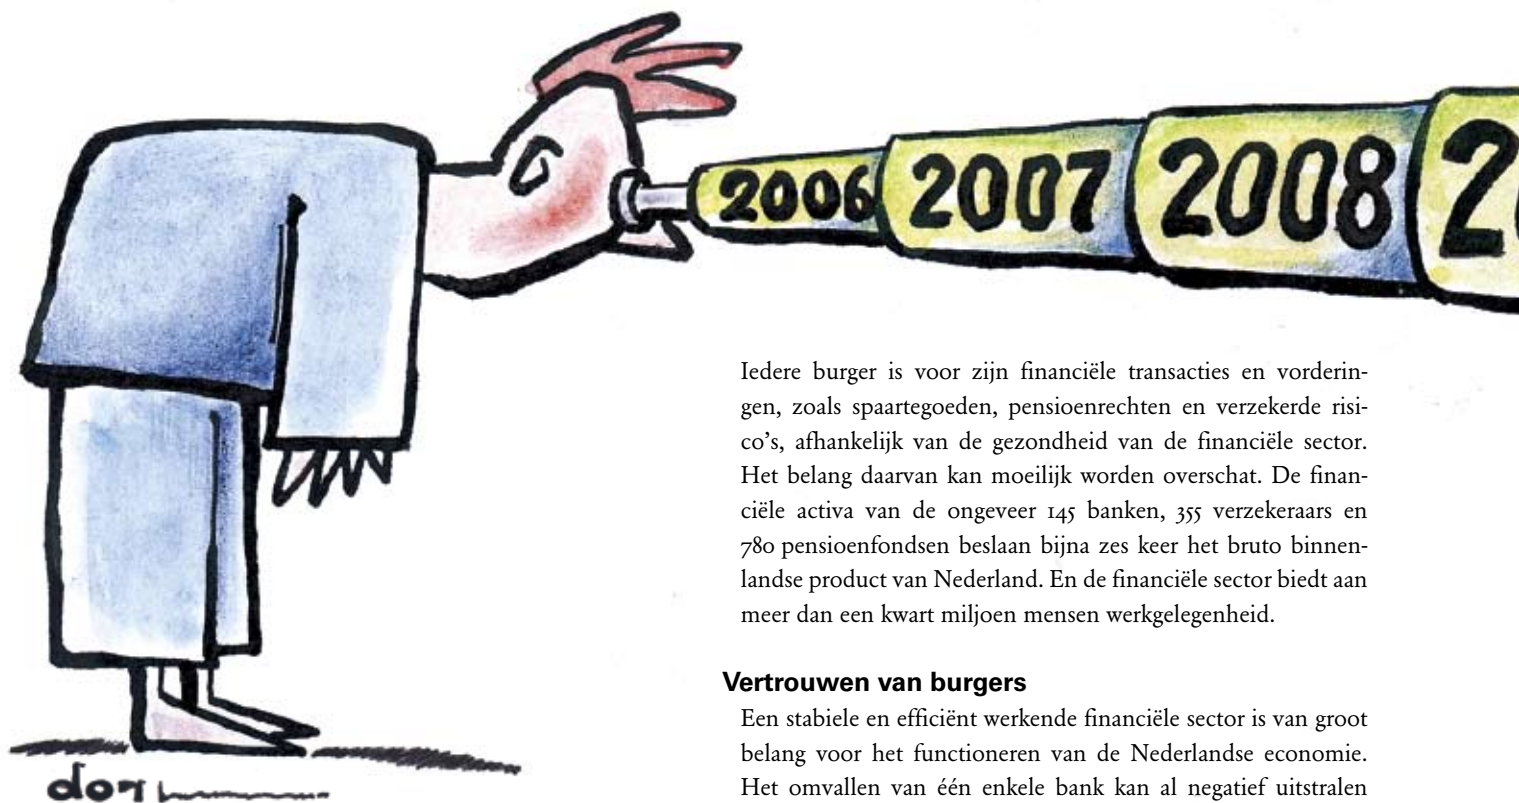 2006 2007 2008 2
Iedere burger is voor zijn financiële transacties en vorderin-
gen, zoals spaartegoeden, pensioenrechten en verzekerde risi-
co's, afhankelijk van de gezondheid van de financiële sector.
Het belang daarvan kan moeilijk worden overschat. De finan-
ciële activa van de ongeveer 145 banken, 355 verzekeraars en
780 pensioenfondsen beslaan bijna zes keer het bruto binnen-
landse product van Nederland. En de financiële sector biedt aan
meer dan een kwart miljoen mensen werkgelegenheid.
Vertrouwen van burgers
Een stabiele en efficiënt werkende financiële sector is van groot
belang voor het functioneren van de Nederlandse economie.
Het omvallen van één enkele bank kan al negatief uitstralen